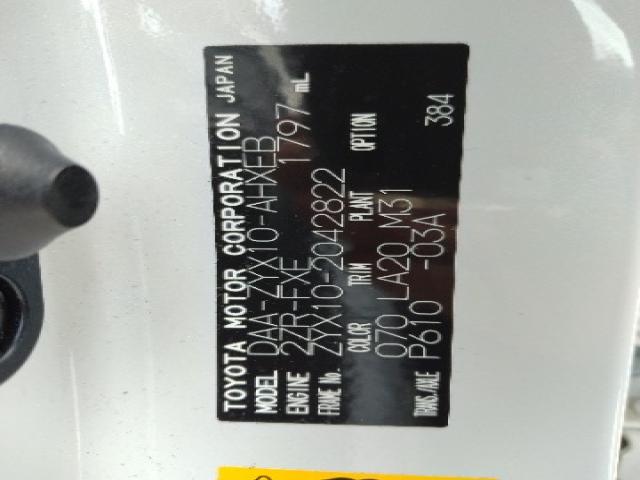 TOYOTA MOTOR CORPORATION JAPAN
MODEL DAA-ZYX10-AHXEB
ENGINE 2ZR-FXE 1797 mL
FRAME No. ZYX10-2042822
COLOR TRIM PLANT OPTION
070 LA20 M31
TRANS/AXLE P610 -03A 384